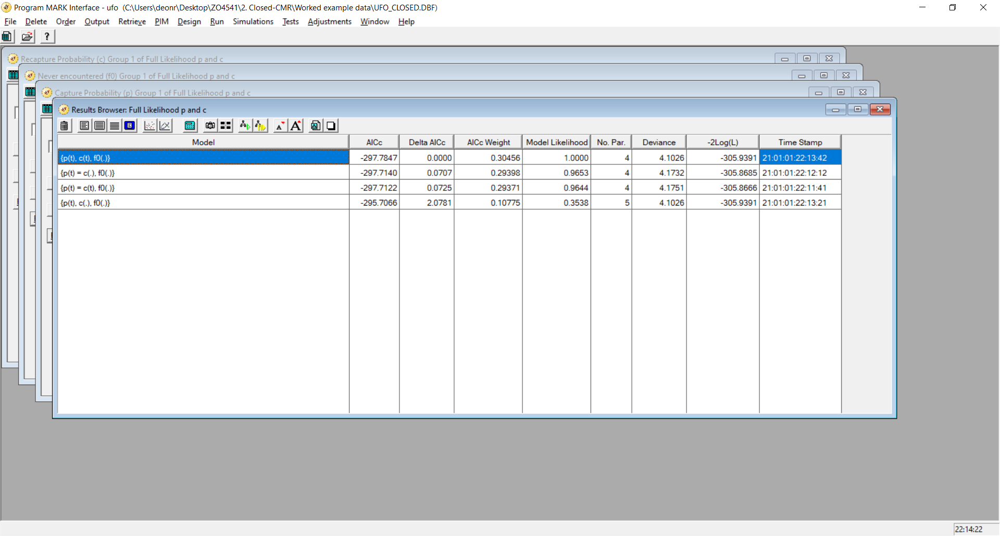 Program MARK Interface - ufo (C:\Users\deonr\Desktop\ZO4541\2. Closed-CMR\Worked example data\UFO_CLOSED.DBF)
File Delete Order Output Retrieve PIM Design Run Simulations Tests Adjustments Window Help
Recapture Probability (c) Group 1 of Full Likelihood p and c
Never encountered (f0) Group 1 of Full Likelihood p and c
Capture Probability (p) Group 1 of Full Likelihood p and c
Results Browser: Full Likelihood p and c
Model AICc Delta AICc AICc Weight Model Likelihood No. Par. Deviance -2Log(L) Time Stamp
{p(t), c(t), f0(.)} -297.7847 0.0000 0.30456 1.0000 4 4.1026 -305.9391 21:01:01:22:13:42
{p(t) = c(.), f0(.)} -297.7140 0.0707 0.29398 0.9653 4 4.1732 -305.8685 21:01:01:22:12:12
{p(t) = c(t), f0(.)} -297.7122 0.0725 0.29371 0.9644 4 4.1751 -305.8666 21:01:01:22:11:41
{p(t), c(.), f0(.)} -295.7066 2.0781 0.10775 0.3538 5 4.1026 -305.9391 21:01:01:22:13:21
22:14:22